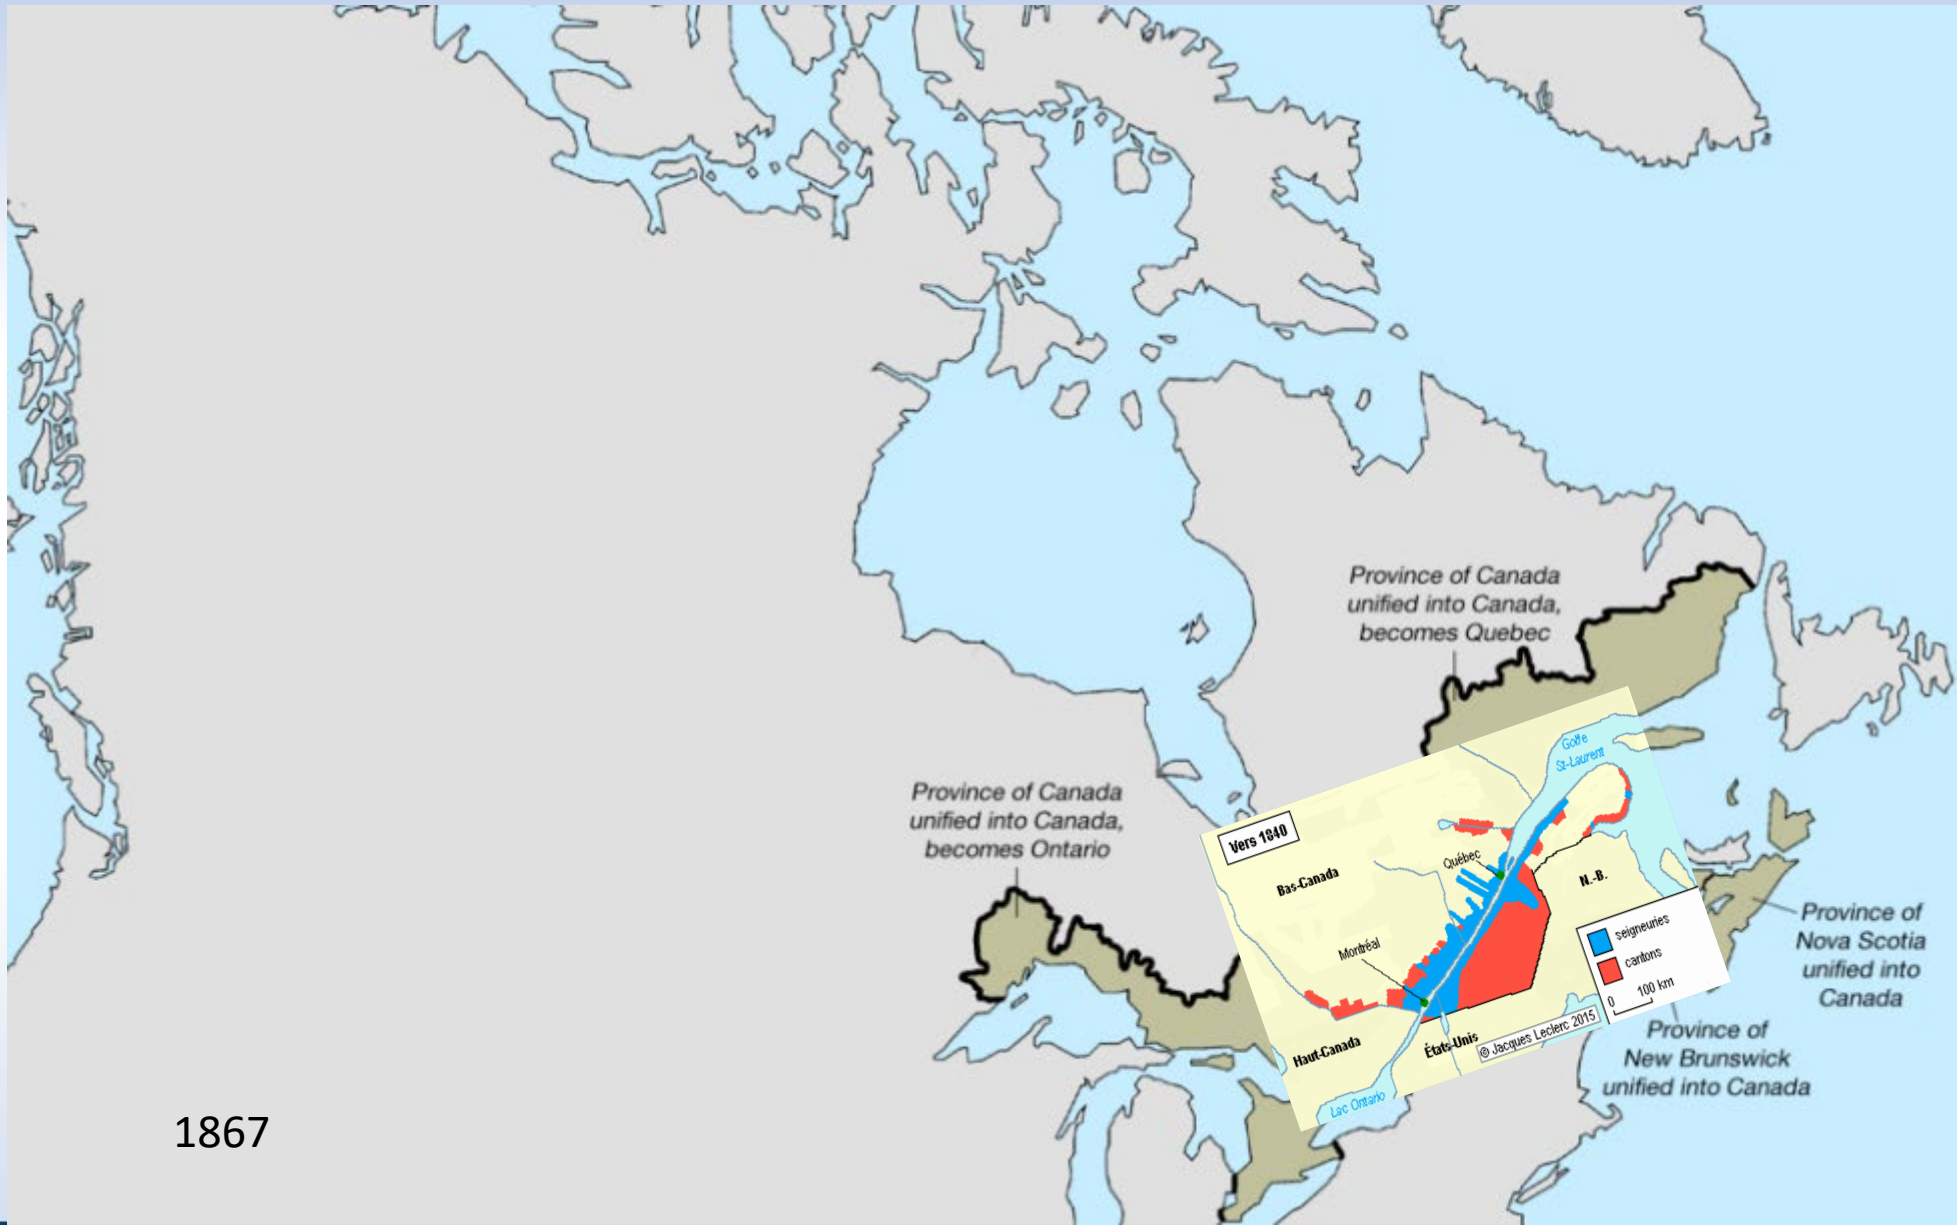 Province of Canada
unified into Canada,
becomes Quebec
Province of Canada
unified into Canada,
becomes Ontario
Vers 1840
Golfe
St-Laurent
Bas-Canada
Québec
N.-B.
Montréal
seigneuries
cantons
0 100 km
Haut-Canada
États-Unis
© Jacques Leclerc 2015
Lac Ontario
Province of
Nova Scotia
unified into
Canada
Province of
New Brunswick
unified into Canada
1867